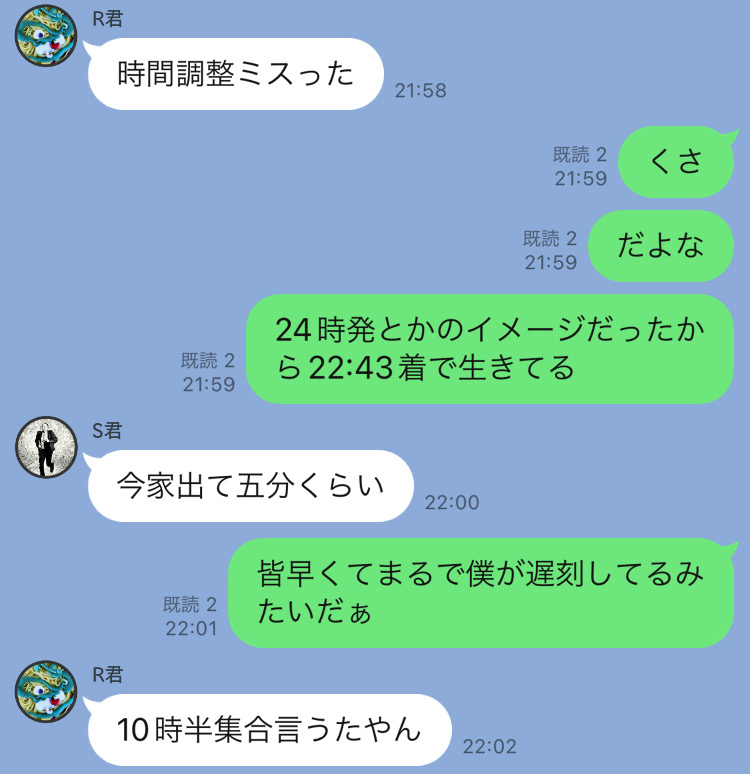 R君
時間調整ミスった
21:58
既読 2
21:59
くさ
既読 2
21:59
だよな
24時発とかのイメージだったか
ら22:43着で生きてる
既読 2
21:59
S君
今家出て五分くらい
22:00
皆早くてまるで僕が遅刻してるみ
たいだぁ
既読 2
22:01
R君
10時半集合言うたやん
22:02